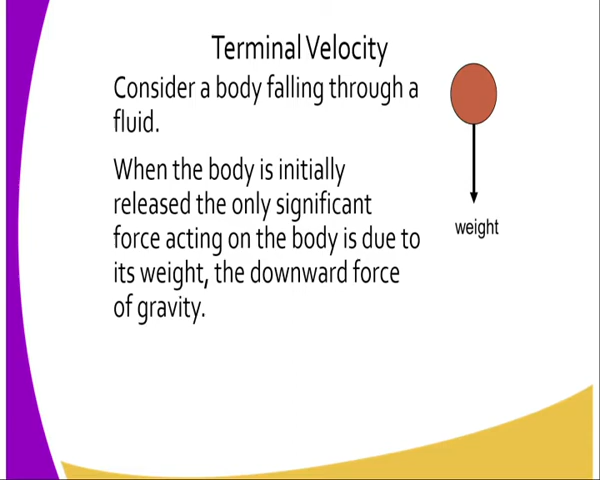 Terminal Velocity
Consider a body falling through a
fluid.
When the body is initially
released the only significant
force acting on the body is due to
its weight, the downward force
of gravity.
weight